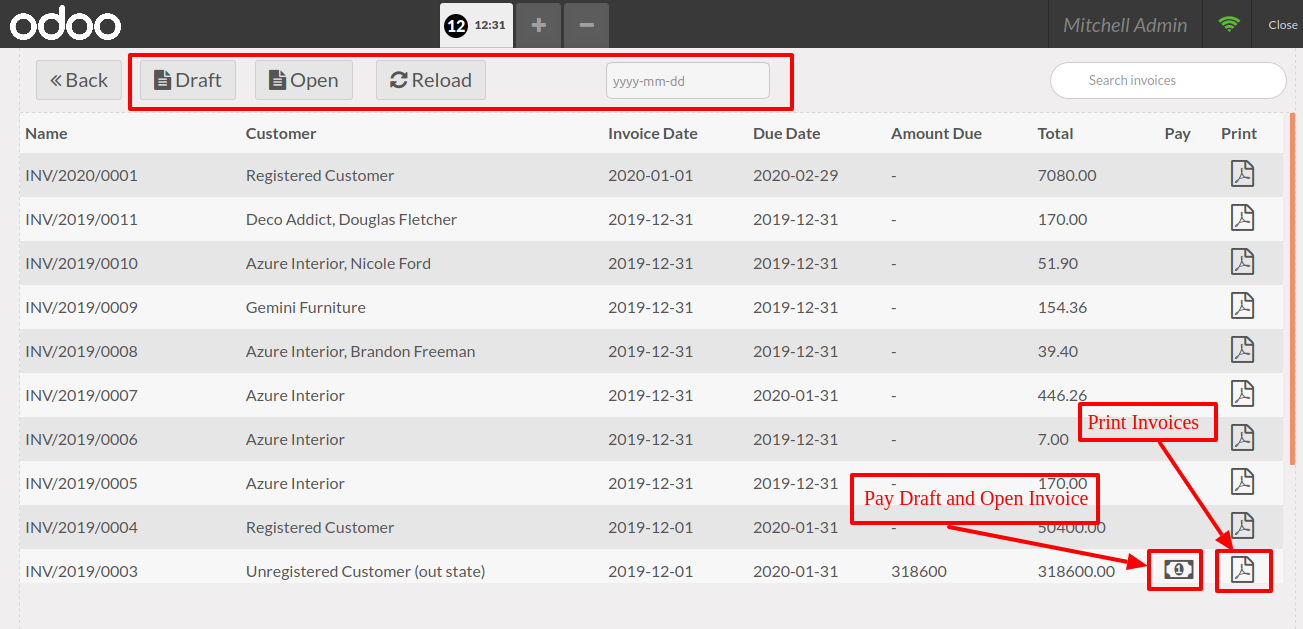 odoo 12 12:31 + − Mitchell Admin Close
Back Draft Open Reload yyyy-mm-dd Search invoices
Name Customer Invoice Date Due Date Amount Due Total Pay Print
INV/2020/0001 Registered Customer 2020-01-01 2020-02-29 - 7080.00
INV/2019/0011 Deco Addict, Douglas Fletcher 2019-12-31 2019-12-31 - 170.00
INV/2019/0010 Azure Interior, Nicole Ford 2019-12-31 2019-12-31 - 51.90
INV/2019/0009 Gemini Furniture 2019-12-31 2019-12-31 - 154.36
INV/2019/0008 Azure Interior, Brandon Freeman 2019-12-31 2019-12-31 - 39.40
INV/2019/0007 Azure Interior 2019-12-31 2020-01-31 - 446.26
Print Invoices
INV/2019/0006 Azure Interior 2019-12-31 2019-12-31 - 7.00
INV/2019/0005 Azure Interior 2019-12-31 2019-12-31 - 170.00
Pay Draft and Open Invoice
INV/2019/0004 Registered Customer 2019-12-01 2020-01-31 - 50400.00
INV/2019/0003 Unregistered Customer (out state) 2019-12-01 2020-01-31 318600 318600.00 1